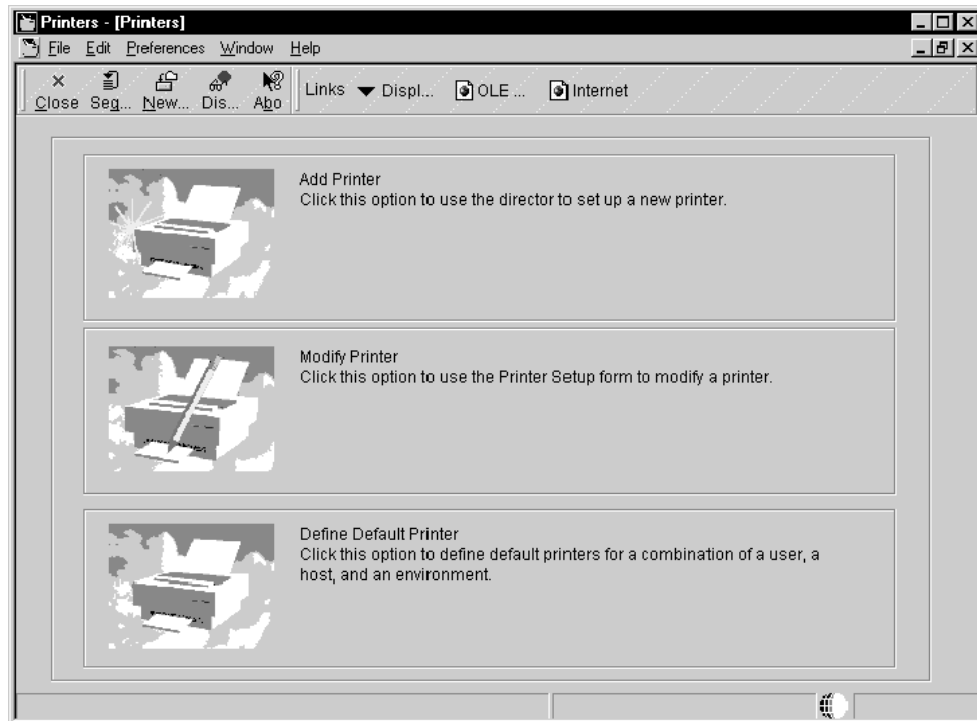 Printers - [Printers]
File Edit Preferences Window Help
Close Seq... New... Dis... Abo Links Displ... OLE ... Internet
Add Printer
Click this option to use the director to set up a new printer.
Modify Printer
Click this option to use the Printer Setup form to modify a printer.
Define Default Printer
Click this option to define default printers for a combination of a user, a
host, and an environment.